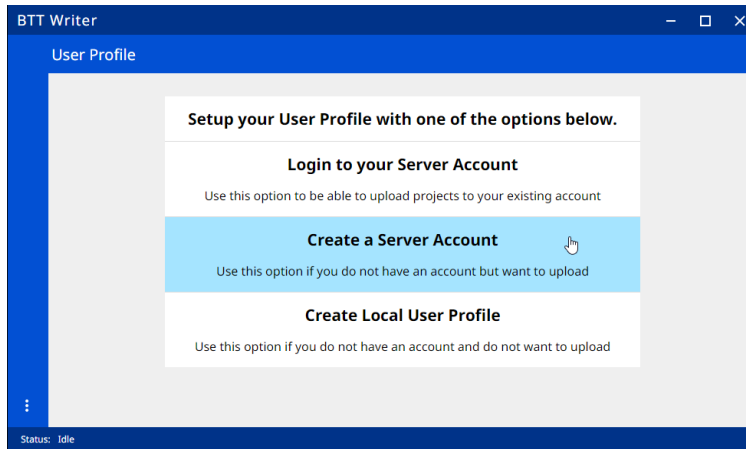 BTT Writer
User Profile
Setup your User Profile with one of the options below.
Login to your Server Account
Use this option to be able to upload projects to your existing account
Create a Server Account
Use this option if you do not have an account but want to upload
Create Local User Profile
Use this option if you do not have an account and do not want to upload
Status: Idle